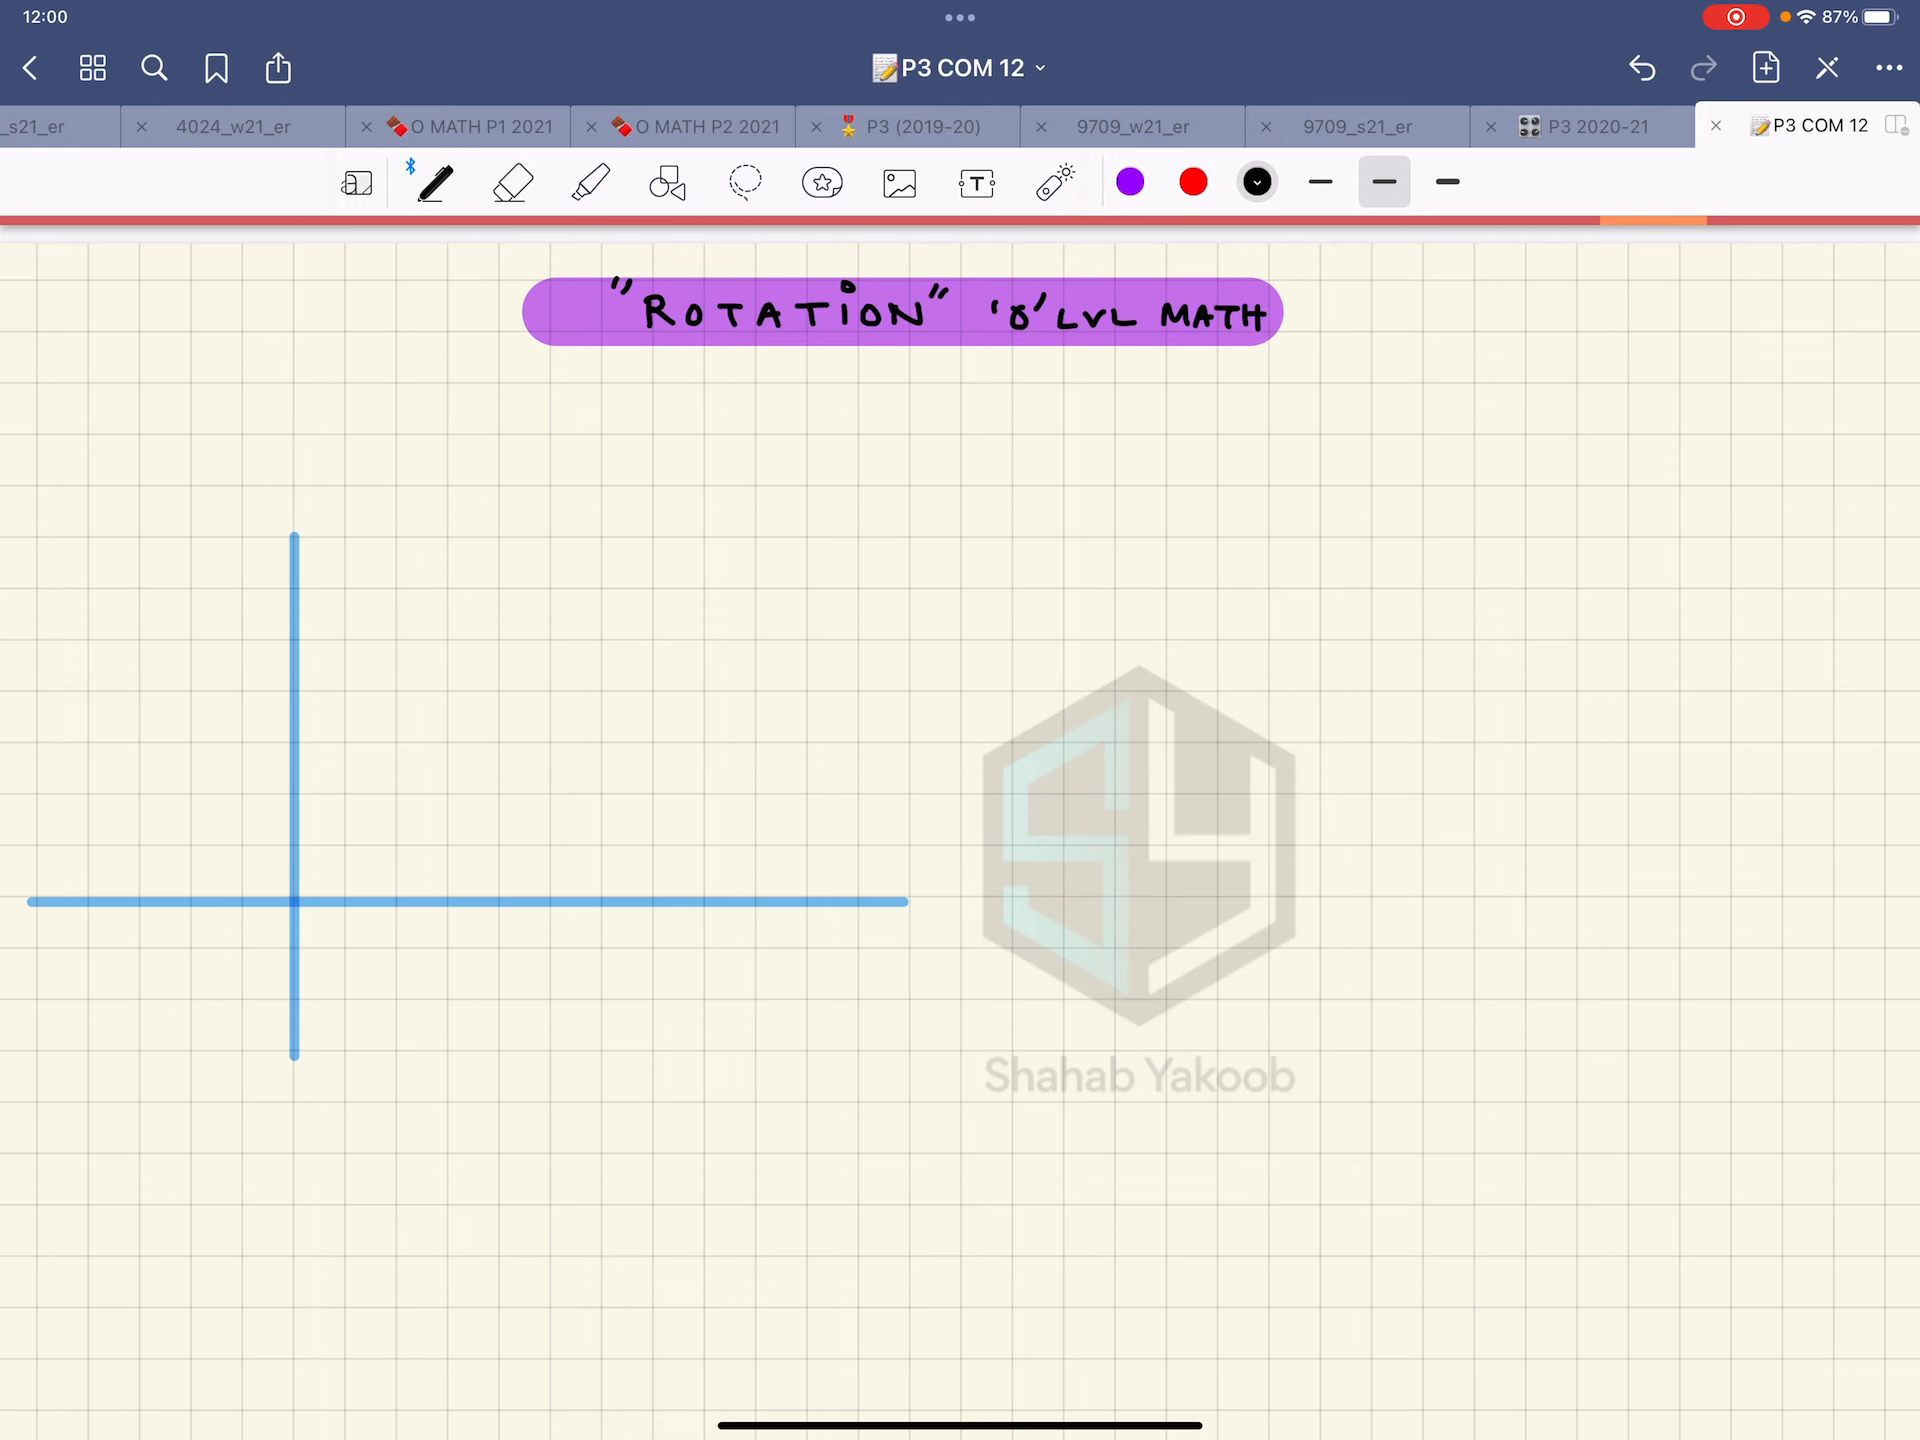 12:00
87%
P3 COM 12
_s21_er
4024_w21_er
O MATH P1 2021
O MATH P2 2021
P3 (2019-20)
9709_w21_er
9709_s21_er
P3 2020-21
P3 COM 12
"ROTATiON" 'O' LVL MATH
Shahab Yakoob